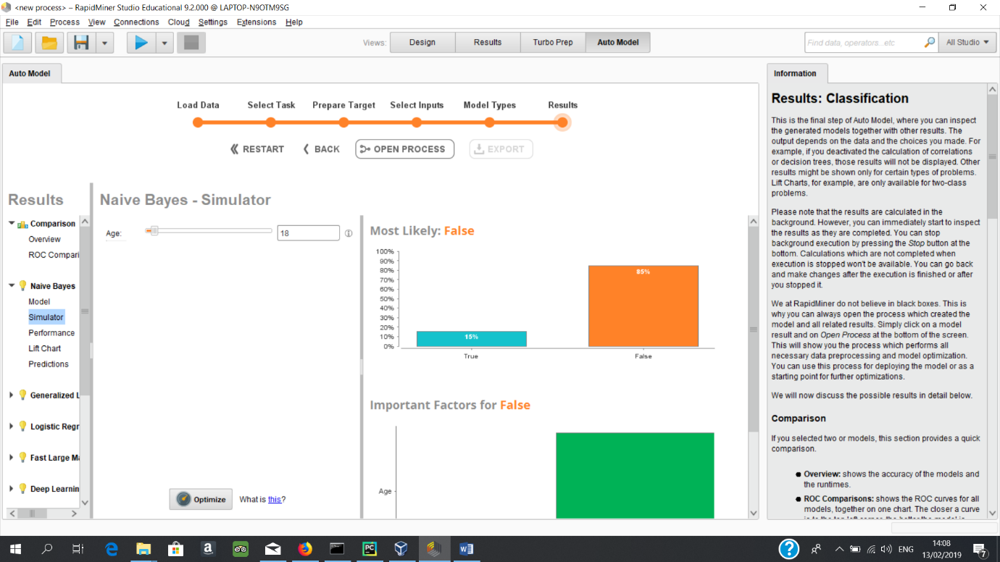 <new process> – RapidMiner Studio Educational 9.2.000 @ LAPTOP-N9OTM9SG
File Edit Process View Connections Cloud Settings Extensions Help
Views: Design Results Turbo Prep Auto Model
Find data, operators...etc
All Studio
Auto Model
Load Data Select Task Prepare Target Select Inputs Model Types Results
RESTART BACK OPEN PROCESS EXPORT
Results
Comparison
Overview
ROC Compari
Naive Bayes
Model
Simulator
Performance
Lift Chart
Predictions
Generalized L
Logistic Regr
Fast Large Ma
Deep Learnin
Naive Bayes - Simulator
Age: 18
Optimize What is this?
Most Likely: False
100%
90%
80%
70%
60%
50%
40%
30%
20%
10%
0%
15%
85%
True False
Important Factors for False
Age
Information
Results: Classification
This is the final step of Auto Model, where you can inspect
the generated models together with other results. The
output depends on the data and the choices you made. For
example, if you deactivated the calculation of correlations
or decision trees, those results will not be displayed. Other
results might be shown only for certain types of problems.
Lift Charts, for example, are only available for two-class
problems.
Please note that the results are calculated in the
background. However, you can immediately start to inspect
the results as they are completed. You can stop
background execution by pressing the Stop button at the
bottom. Calculations which are not completed when
execution is stopped won't be available. You can go back
and make changes after the execution is finished or after
you stopped it.
We at RapidMiner do not believe in black boxes. This is
why you can always open the process which created the
model and all related results. Simply click on a model
result and on Open Process at the bottom of the screen.
This will show you the process which performs all
necessary data preprocessing and model optimization.
You can use this process for deploying the model or as a
starting point for further optimizations.
We will now discuss the possible results in detail below.
Comparison
If you selected two or models, this section provides a quick
comparison.
Overview: shows the accuracy of the models and
the runtimes.
ROC Comparisons: shows the ROC curves for all
models, together on one chart. The closer a curve
ENG
14:08
13/02/2019
7